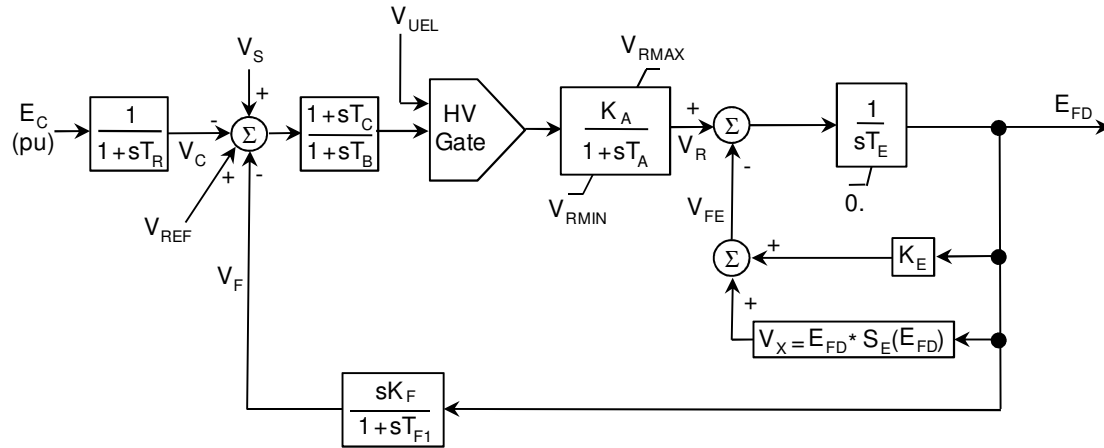 V_UEL
V_S
V_RMAX
E_C
(pu)
1
1+sT_R
-
+
Σ
V_C
+
-
V_REF
1+sT_C
1+sT_B
HV
Gate
K_A
1+sT_A
V_RMIN
+
V_R
Σ
-
1
sT_E
0.
E_FD
V_FE
Σ
+
+
K_E
V_X = E_FD * S_E(E_FD)
V_F
sK_F
1+sT_F1